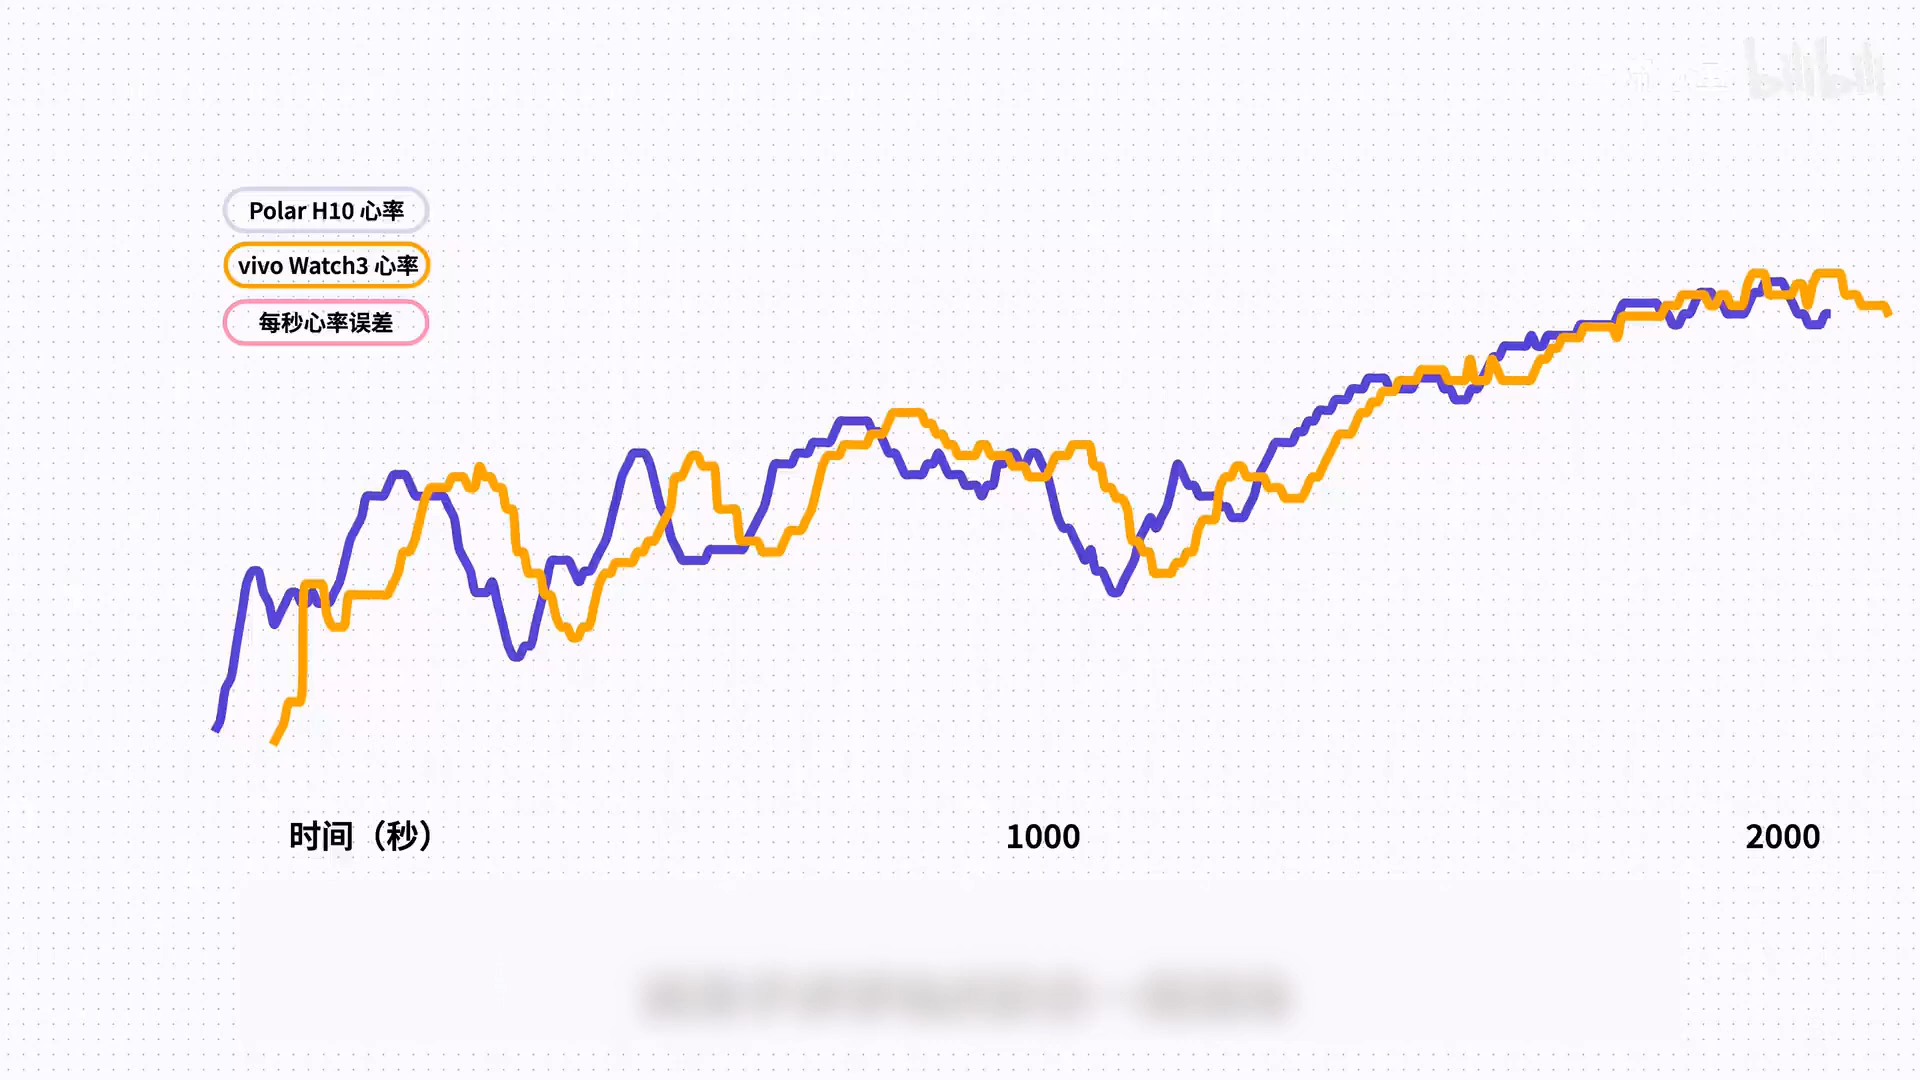 bilibili
Polar H10 心率
vivo Watch3 心率
每秒心率误差
时间（秒）
1000
2000